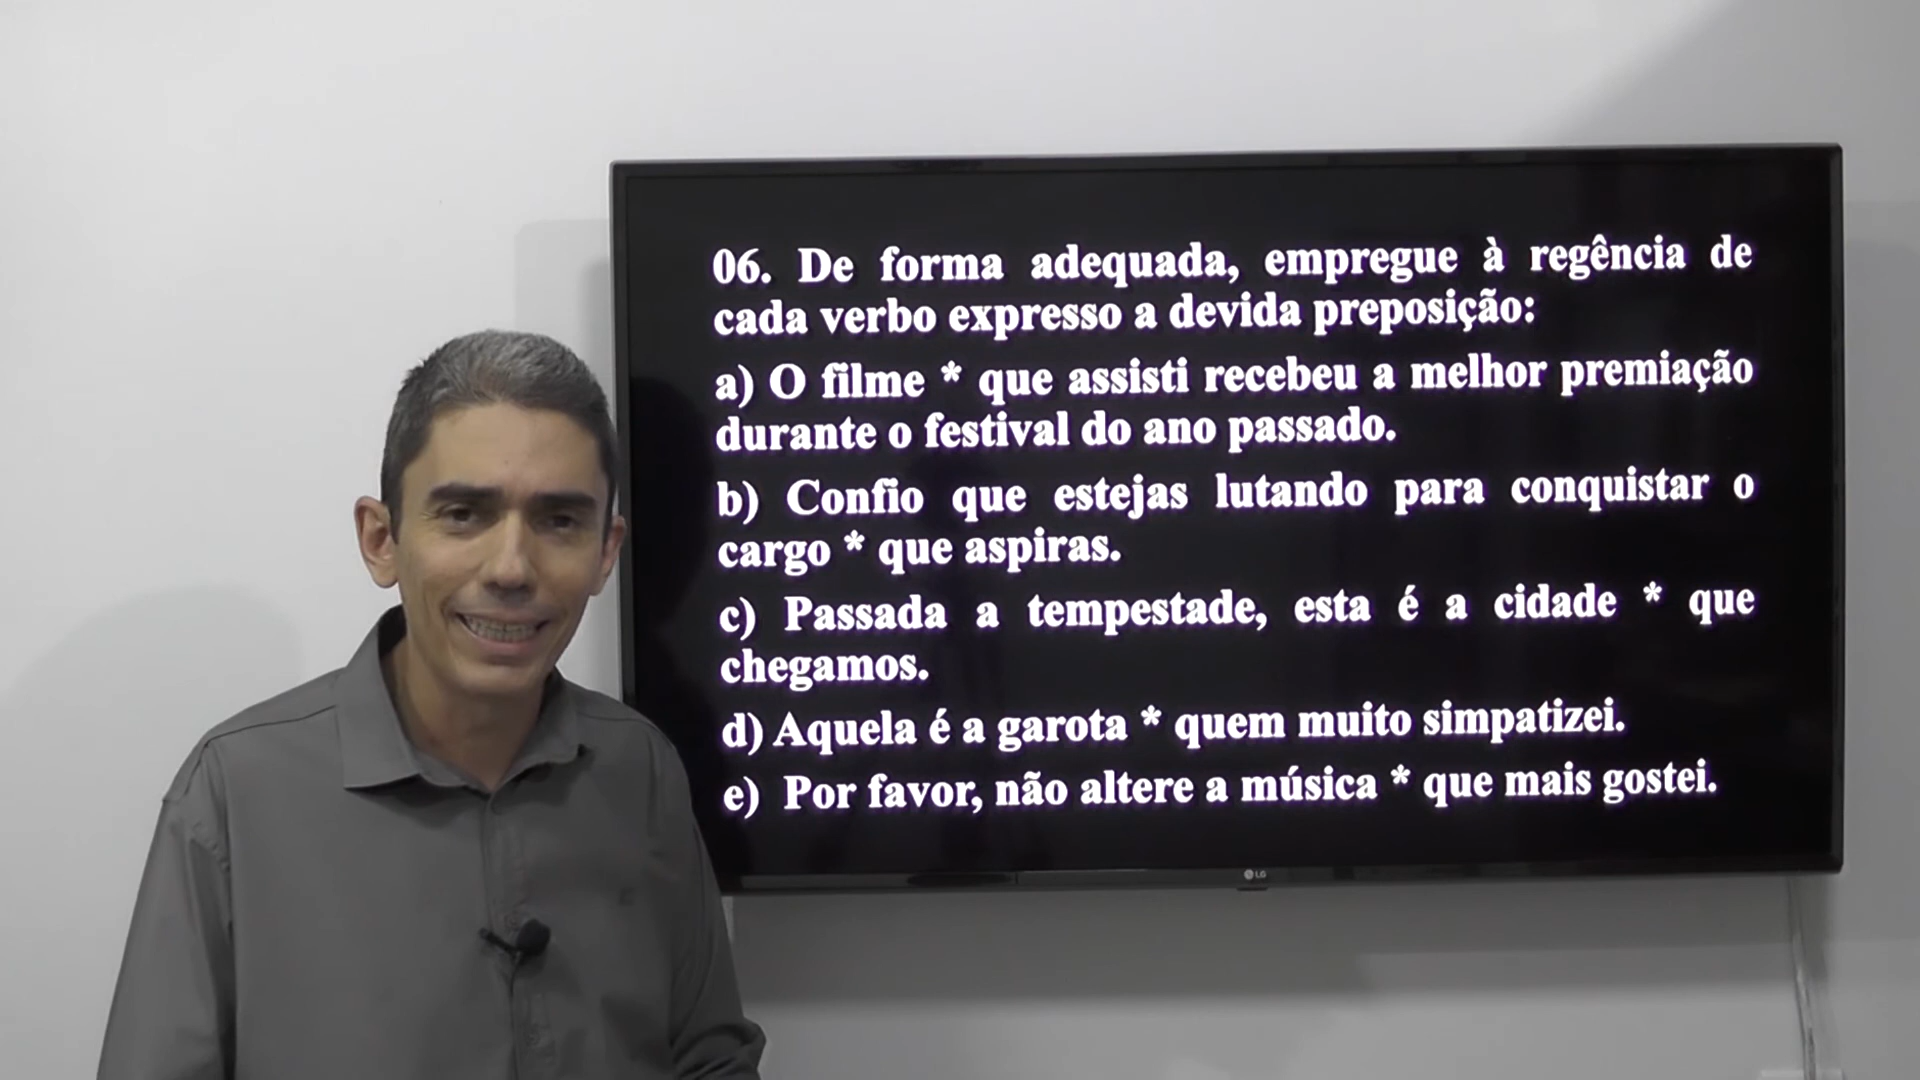 06. De forma adequada, empregue à regência de
cada verbo expresso a devida preposição:
a) O filme * que assisti recebeu a melhor premiação
durante o festival do ano passado.
b) Confio que estejas lutando para conquistar o
cargo * que aspiras.
c) Passada a tempestade, esta é a cidade * que
chegamos.
d) Aquela é a garota * quem muito simpatizei.
e) Por favor, não altere a música * que mais gostei.
LG